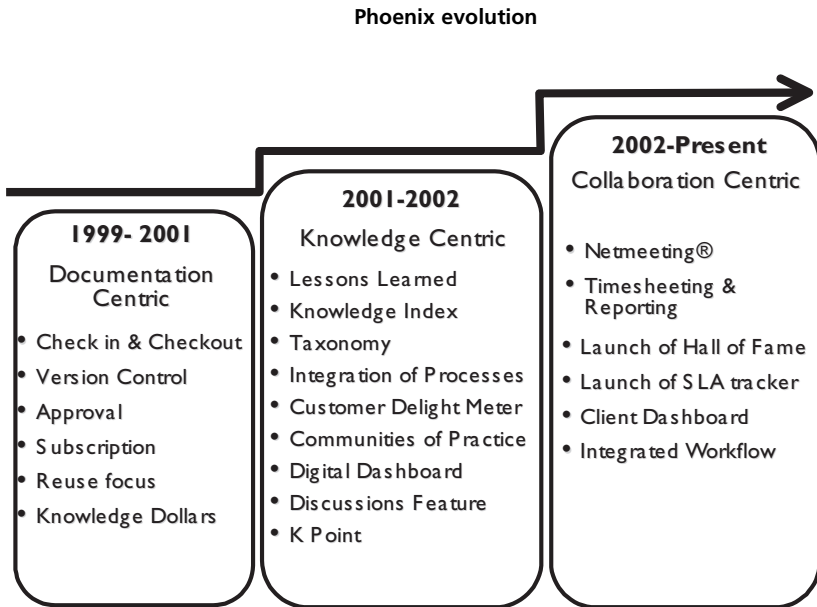 Phoenix evolution
1999- 2001
Documentation
Centric
• Check in & Checkout
• Version Control
• Approval
• Subscription
• Reuse focus
• Knowledge Dollars
2001-2002
Knowledge Centric
• Lessons Learned
• Knowledge Index
• Taxonomy
• Integration of Processes
• Customer Delight Meter
• Communities of Practice
• Digital Dashboard
• Discussions Feature
• K Point
2002-Present
Collaboration Centric
• Netmeeting®
• Timesheeting &
Reporting
• Launch of Hall of Fame
• Launch of SLA tracker
• Client Dashboard
• Integrated Workflow